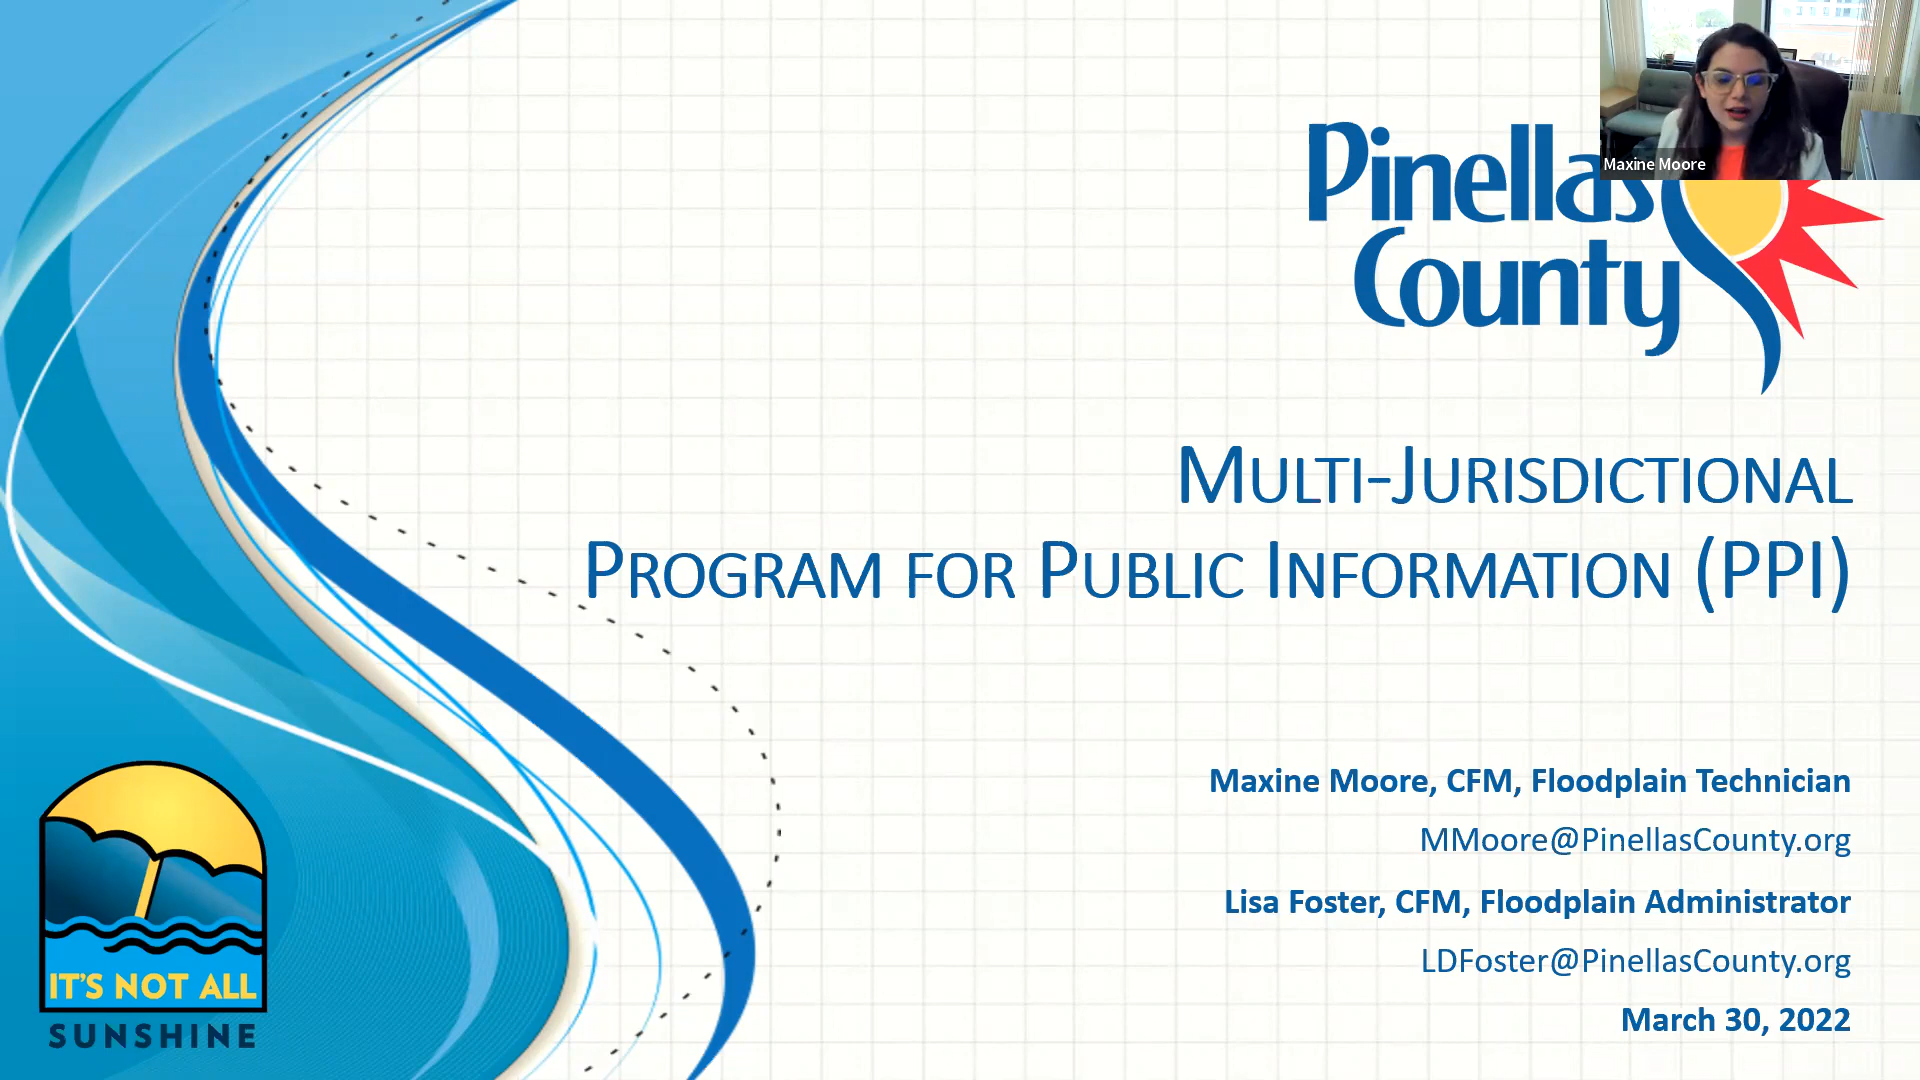 Maxine Moore
Pinellas
County
MULTI-JURISDICTIONAL
PROGRAM FOR PUBLIC INFORMATION (PPI)
Maxine Moore, CFM, Floodplain Technician
MMoore@PinellasCounty.org
Lisa Foster, CFM, Floodplain Administrator
LDFoster@PinellasCounty.org
March 30, 2022
IT'S NOT ALL
SUNSHINE